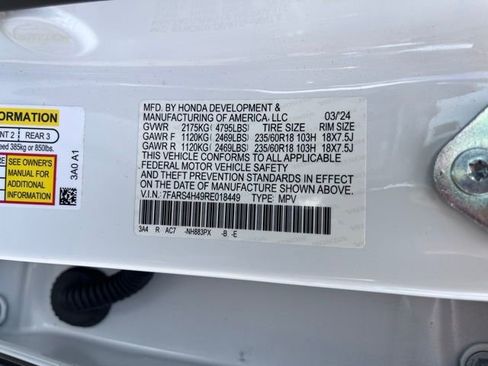 FORMATION
NT 2 | REAR 3
eed 385kg or 850lbs.
SEE OWNER'S
MANUAL FOR
ADDITIONAL
INFORMATION
3A0 A1
MFD. BY HONDA DEVELOPMENT &
MANUFACTURING OF AMERICA, LLC 03/'24
GVWR 2175KG(4795LBS) TIRE SIZE RIM SIZE
GAWR F 1120KG(2469LBS) 235/60R18 103H 18X7.5J
GAWR R 1120KG(2469LBS) 235/60R18 103H 18X7.5J
THIS VEHICLE CONFORMS TO ALL APPLICABLE
FEDERAL MOTOR VEHICLE SAFETY, BUMPER,
AND THEFT PREVENTION STANDARDS IN EFFECT
ON THE DATE OF MANUFACTURE SHOWN ABOVE.
V.I.N.: 7FARS4H49RE018449 TYPE: MPV
3A4 R AC7 -NH883PX -B -E